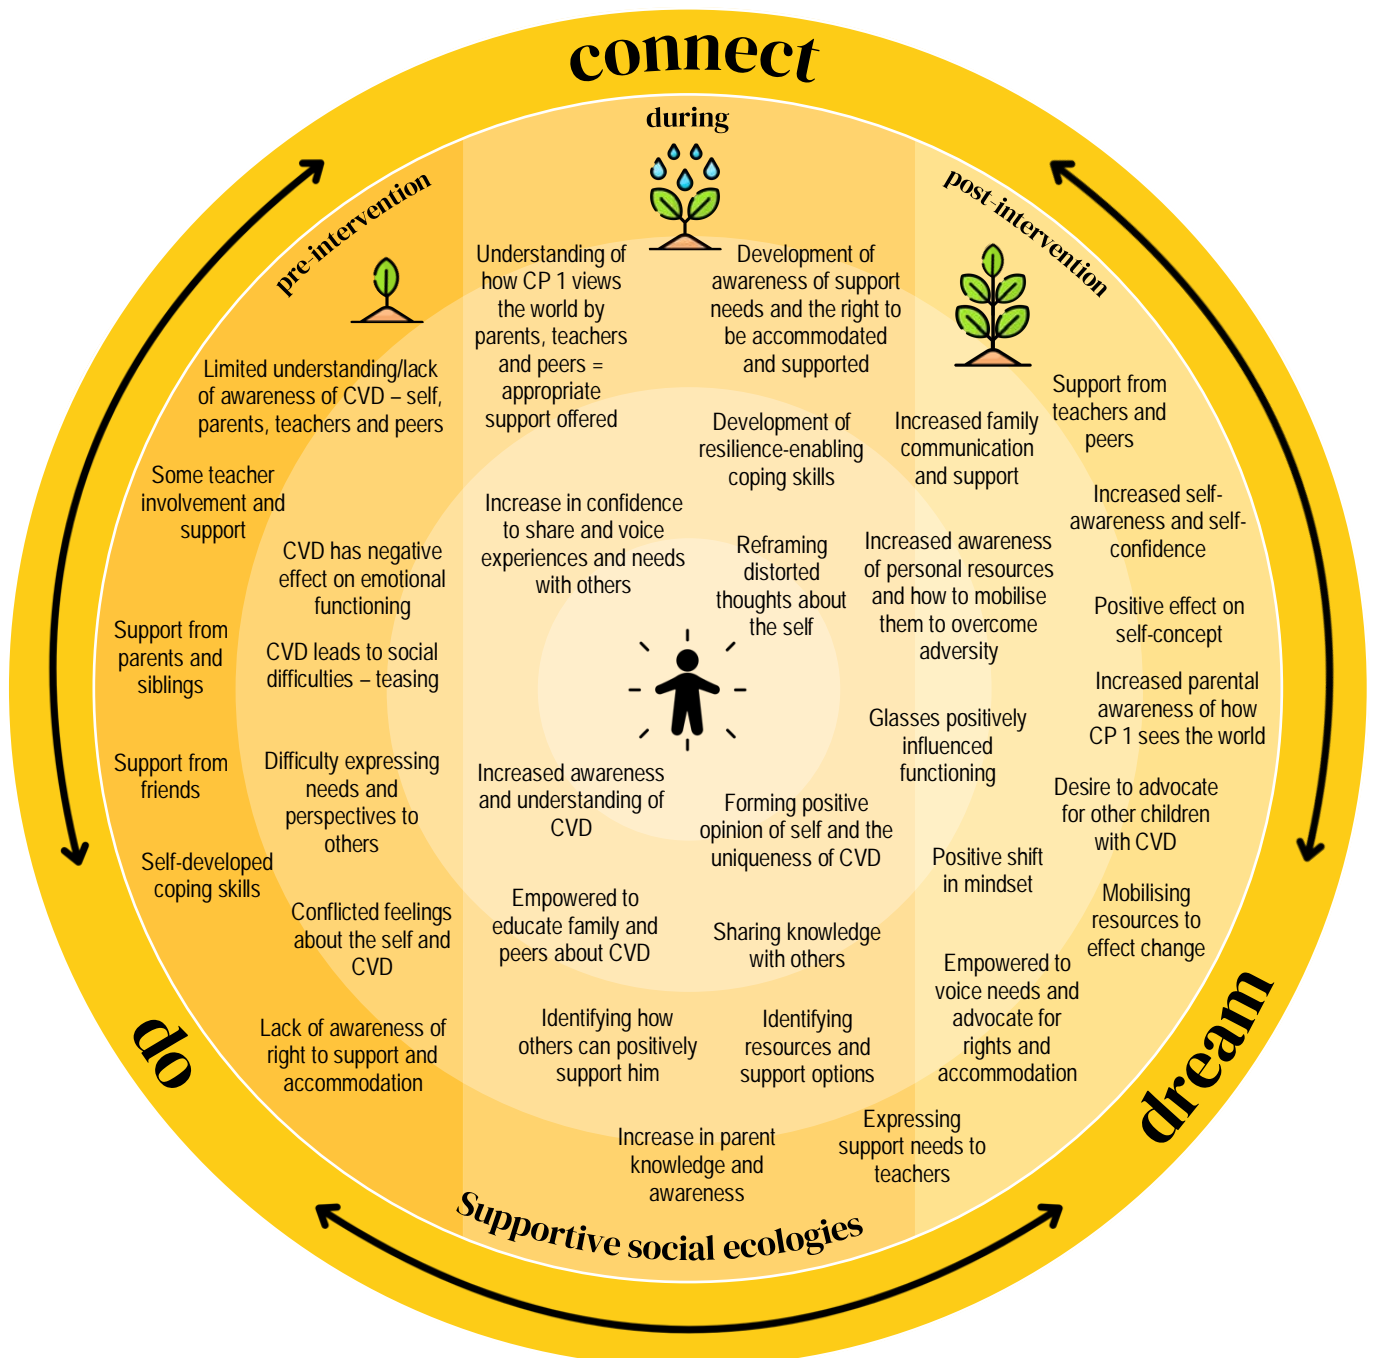 connect
during
pre-intervention
post-intervention
Limited understanding/lack
of awareness of CVD – self,
parents, teachers and peers
Some teacher
involvement and
support
CVD has negative
effect on emotional
functioning
Support from
parents and
siblings
CVD leads to social
difficulties – teasing
Support from
friends
Difficulty expressing
needs and
perspectives to
others
Self-developed
coping skills
Conflicted feelings
about the self and
CVD
Lack of awareness of
right to support and
accommodation
Understanding of
how CP 1 views
the world by
parents, teachers
and peers =
appropriate
support offered
Development of
awareness of support
needs and the right to
be accommodated
and supported
Development of
resilience-enabling
coping skills
Increase in confidence
to share and voice
experiences and needs
with others
Reframing
distorted
thoughts about
the self
Increased awareness
and understanding of
CVD
Forming positive
opinion of self and the
uniqueness of CVD
Empowered to
educate family and
peers about CVD
Sharing knowledge
with others
Identifying how
others can positively
support him
Identifying
resources and
support options
Increase in parent
knowledge and
awareness
Expressing
support needs to
teachers
Support from
teachers and
peers
Increased family
communication
and support
Increased self-
awareness and self-
confidence
Increased awareness
of personal resources
and how to mobilise
them to overcome
adversity
Positive effect on
self-concept
Increased parental
awareness of how
CP 1 sees the world
Glasses positively
influenced
functioning
Desire to advocate
for other children
with CVD
Positive shift
in mindset
Mobilising
resources to
effect change
Empowered to
voice needs and
advocate for
rights and
accommodation
do
dream
Supportive social ecologies